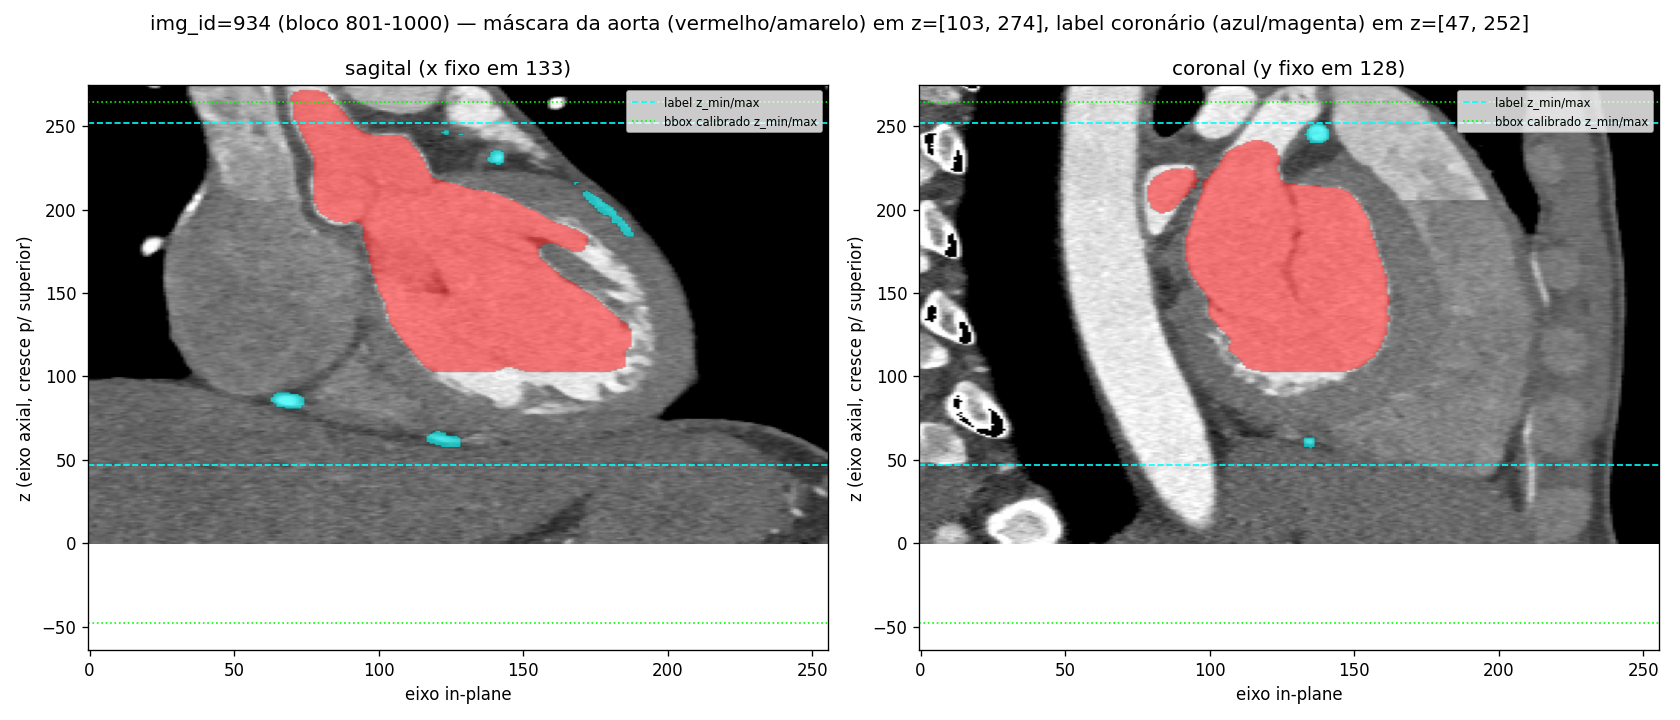 img_id=934 (bloco 801-1000) — máscara da aorta (vermelho/amarelo) em z=[103, 274], label coronário (azul/magenta) em z=[47, 252]
sagital (x fixo em 133)
label z_min/max
bbox calibrado z_min/max
z (eixo axial, cresce p/ superior)
250
200
150
100
50
0
−50
0
50
100
150
200
250
eixo in-plane
coronal (y fixo em 128)
label z_min/max
bbox calibrado z_min/max
z (eixo axial, cresce p/ superior)
250
200
150
100
50
0
−50
0
50
100
150
200
250
eixo in-plane